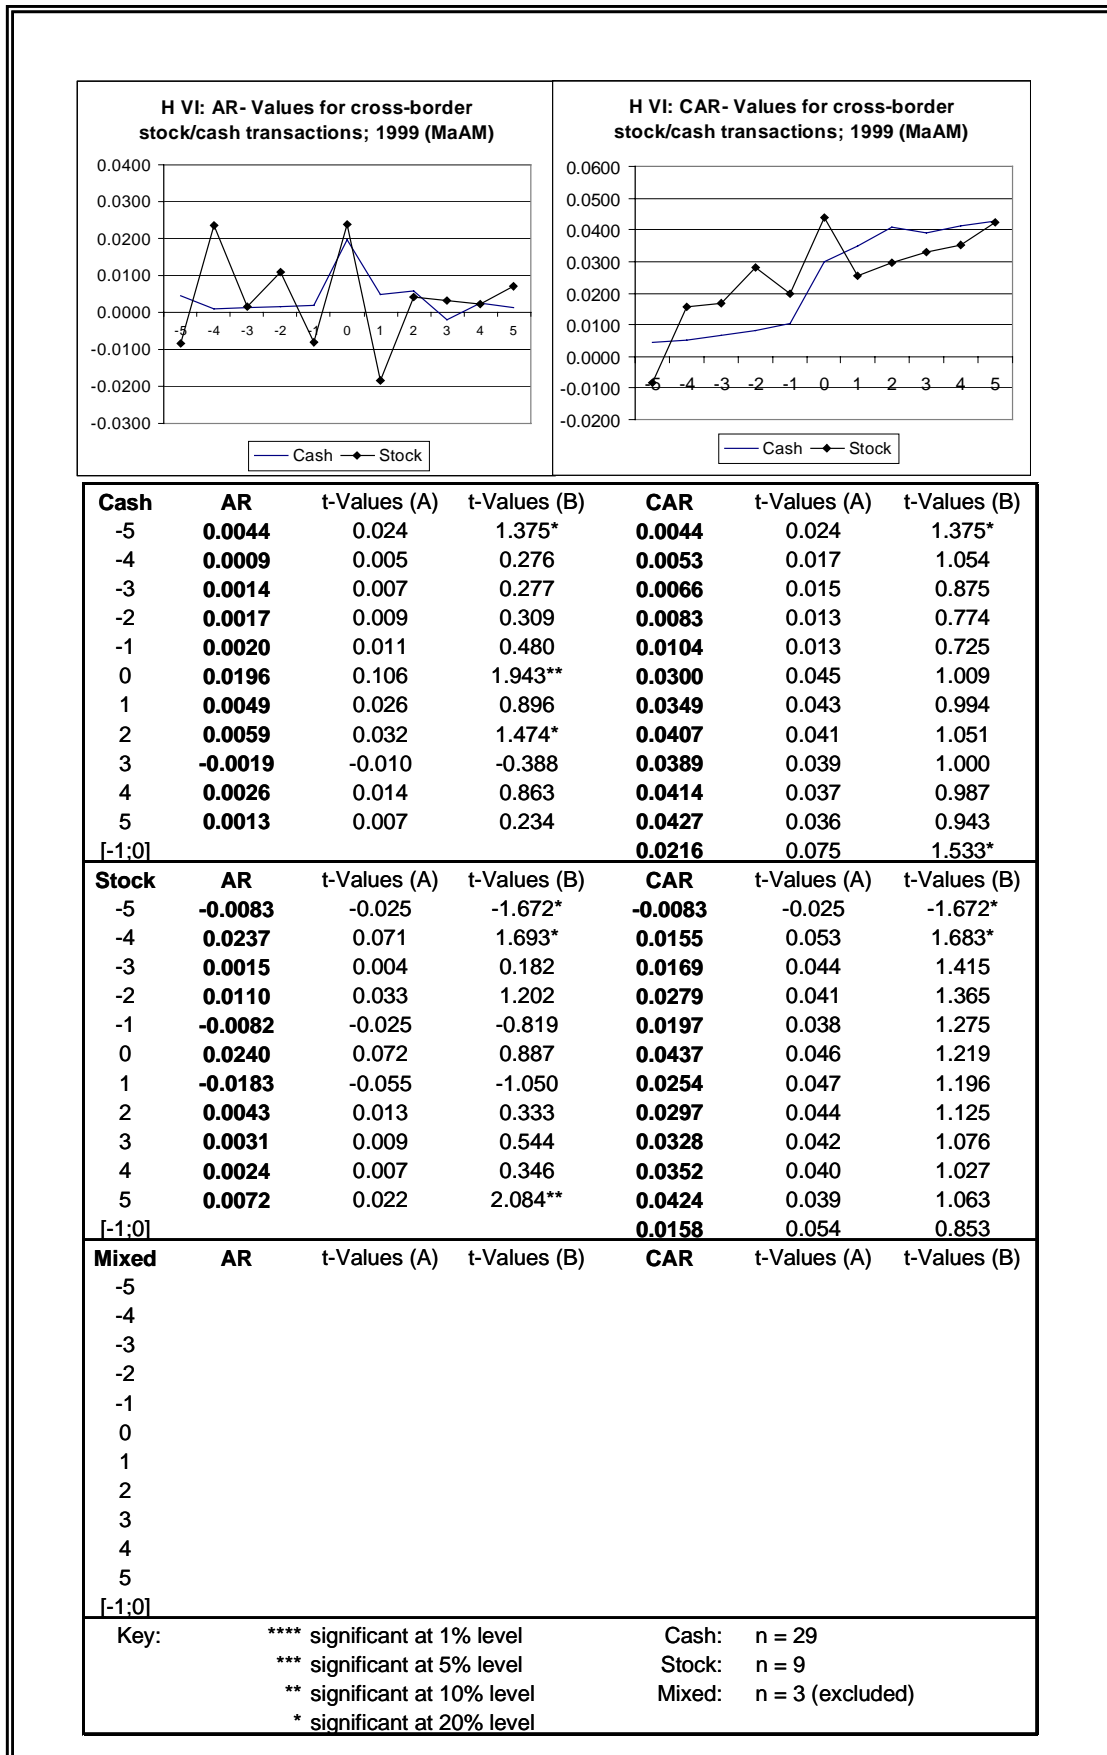 H VI: AR- Values for cross-border
stock/cash transactions; 1999 (MaAM)
0.0400
0.0300
0.0200
0.0100
0.0000
-0.0100
-0.0200
-0.0300
-5 -4 -3 -2 -1 0 1 2 3 4 5
Cash Stock
H VI: CAR- Values for cross-border
stock/cash transactions; 1999 (MaAM)
0.0600
0.0500
0.0400
0.0300
0.0200
0.0100
0.0000
-0.0100
-0.0200
-5 -4 -3 -2 -1 0 1 2 3 4 5
Cash Stock
Cash AR t-Values (A) t-Values (B) CAR t-Values (A) t-Values (B)
-5 0.0044 0.024 1.375* 0.0044 0.024 1.375*
-4 0.0009 0.005 0.276 0.0053 0.017 1.054
-3 0.0014 0.007 0.277 0.0066 0.015 0.875
-2 0.0017 0.009 0.309 0.0083 0.013 0.774
-1 0.0020 0.011 0.480 0.0104 0.013 0.725
0 0.0196 0.106 1.943** 0.0300 0.045 1.009
1 0.0049 0.026 0.896 0.0349 0.043 0.994
2 0.0059 0.032 1.474* 0.0407 0.041 1.051
3 -0.0019 -0.010 -0.388 0.0389 0.039 1.000
4 0.0026 0.014 0.863 0.0414 0.037 0.987
5 0.0013 0.007 0.234 0.0427 0.036 0.943
[-1;0] 0.0216 0.075 1.533*
Stock AR t-Values (A) t-Values (B) CAR t-Values (A) t-Values (B)
-5 -0.0083 -0.025 -1.672* -0.0083 -0.025 -1.672*
-4 0.0237 0.071 1.693* 0.0155 0.053 1.683*
-3 0.0015 0.004 0.182 0.0169 0.044 1.415
-2 0.0110 0.033 1.202 0.0279 0.041 1.365
-1 -0.0082 -0.025 -0.819 0.0197 0.038 1.275
0 0.0240 0.072 0.887 0.0437 0.046 1.219
1 -0.0183 -0.055 -1.050 0.0254 0.047 1.196
2 0.0043 0.013 0.333 0.0297 0.044 1.125
3 0.0031 0.009 0.544 0.0328 0.042 1.076
4 0.0024 0.007 0.346 0.0352 0.040 1.027
5 0.0072 0.022 2.084** 0.0424 0.039 1.063
[-1;0] 0.0158 0.054 0.853
Mixed AR t-Values (A) t-Values (B) CAR t-Values (A) t-Values (B)
-5
-4
-3
-2
-1
0
1
2
3
4
5
[-1;0]
Key: **** significant at 1% level Cash: n = 29
*** significant at 5% level Stock: n = 9
** significant at 10% level Mixed: n = 3 (excluded)
* significant at 20% level